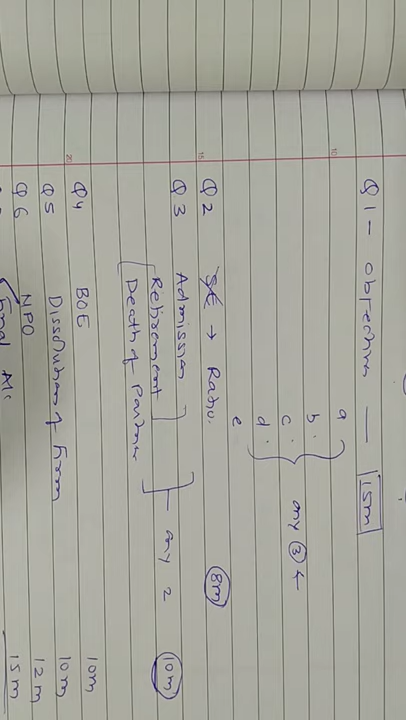 Q1 - objective — 15m
a.
b.
c. any ③ ←
d.
e
Q2 → Ratio. 8m
Q3 Admission
Retirement any 2 10m
Death of Partner
Q4 BOE 10m
Q5 Dissolution of firm 10m
Q6 NPO 12m
Final A/c 15m